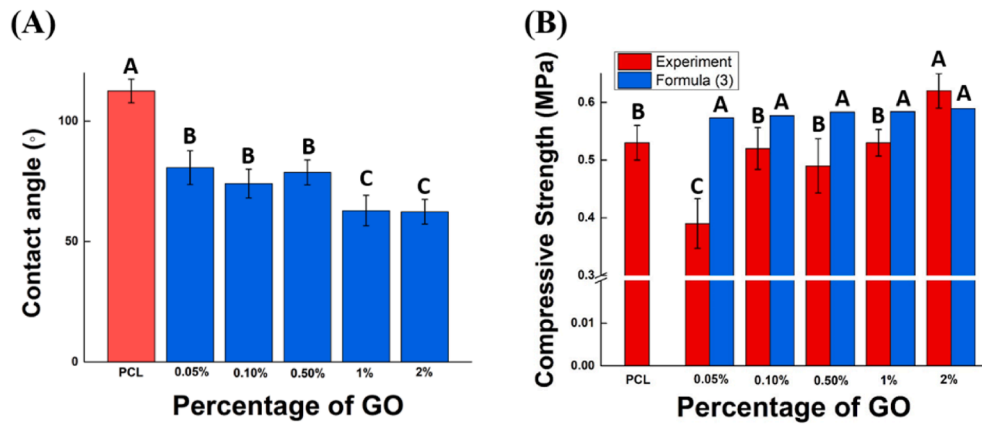 (A)
A
B
B
B
C
C
100
50
0
Contact angle (°)
PCL 0.05% 0.10% 0.50% 1% 2%
Percentage of GO
(B)
Experiment
Formula (3)
B
C
A
B
A
B
A
B
A
A
A
0.6
0.5
0.4
0.3
0.01
0.00
Compressive Strength (MPa)
PCL 0.05% 0.10% 0.50% 1% 2%
Percentage of GO